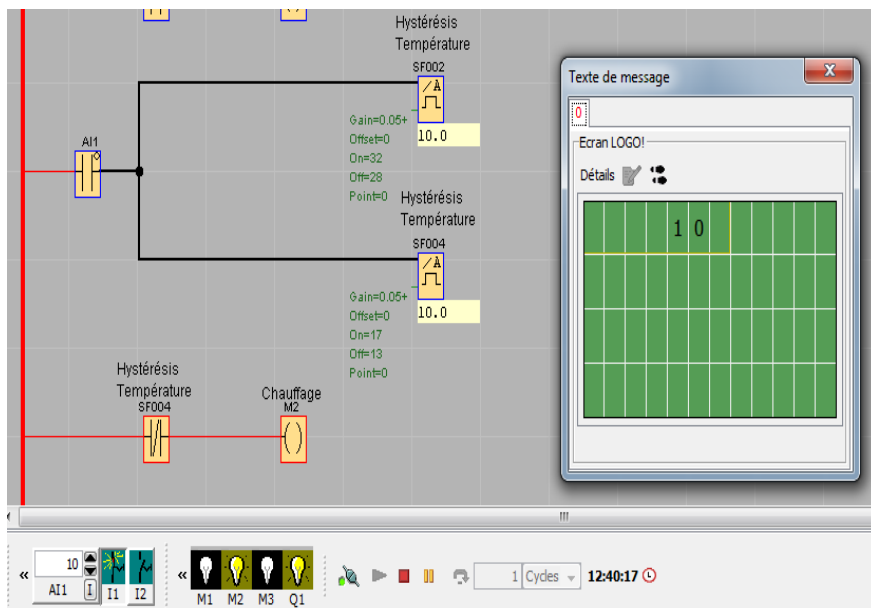 Hystérésis
Température
SF002
/A
Gain=0.05+
Offset=0
On=32
Off=28
Point=0
10.0
AI1
Hystérésis
Température
SF004
/A
Gain=0.05+
Offset=0
On=17
Off=13
Point=0
10.0
Hystérésis
Température
SF004
Chauffage
M2
Texte de message
X
0
Ecran LOGO!
Détails
1 0
« 10 AI1 I I1 I2 « M1 M2 M3 Q1 1 Cycles 12:40:17